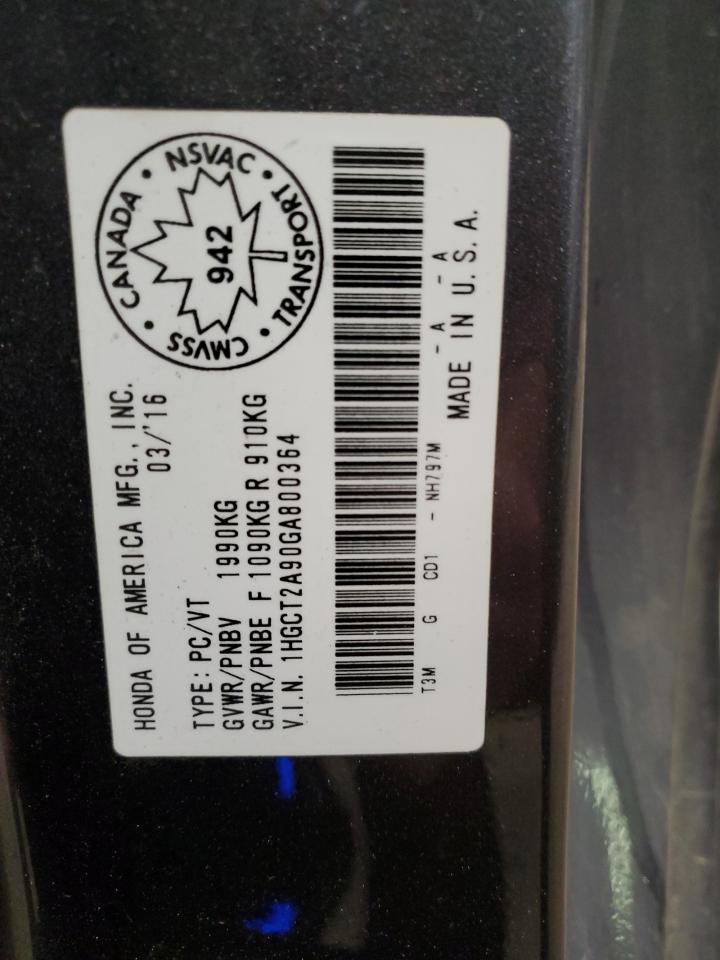 HONDA OF AMERICA MFG., INC.
03/'16
TYPE: PC/VT
GVWR/PNBV 1990KG
GAWR/PNBE F 1090KG R 910KG
V.I.N. 1HGCT2A90GA800364
CANADA • NSVAC • TRANSPORT • CMVSS •
942
T3M G CD1 - NH797M - A - A
MADE IN U.S.A.